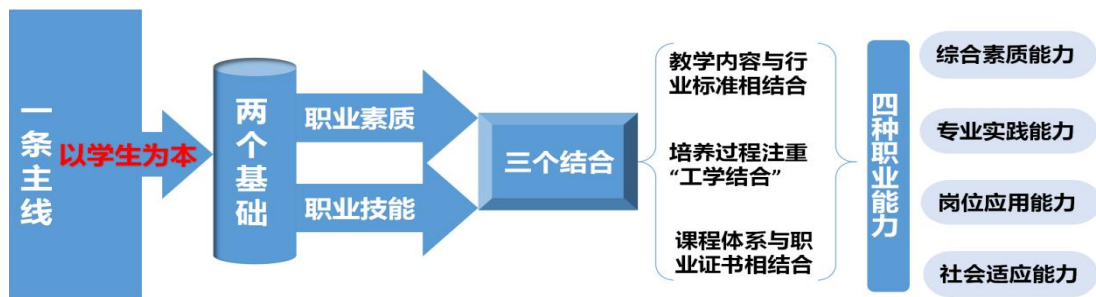 一条主线
以学生为本
两个基础
职业素质
职业技能
三个结合
教学内容与行
业标准相结合
培养过程注重
“工学结合”
课程体系与职
业证书相结合
四种职业能力
综合素质能力
专业实践能力
岗位应用能力
社会适应能力